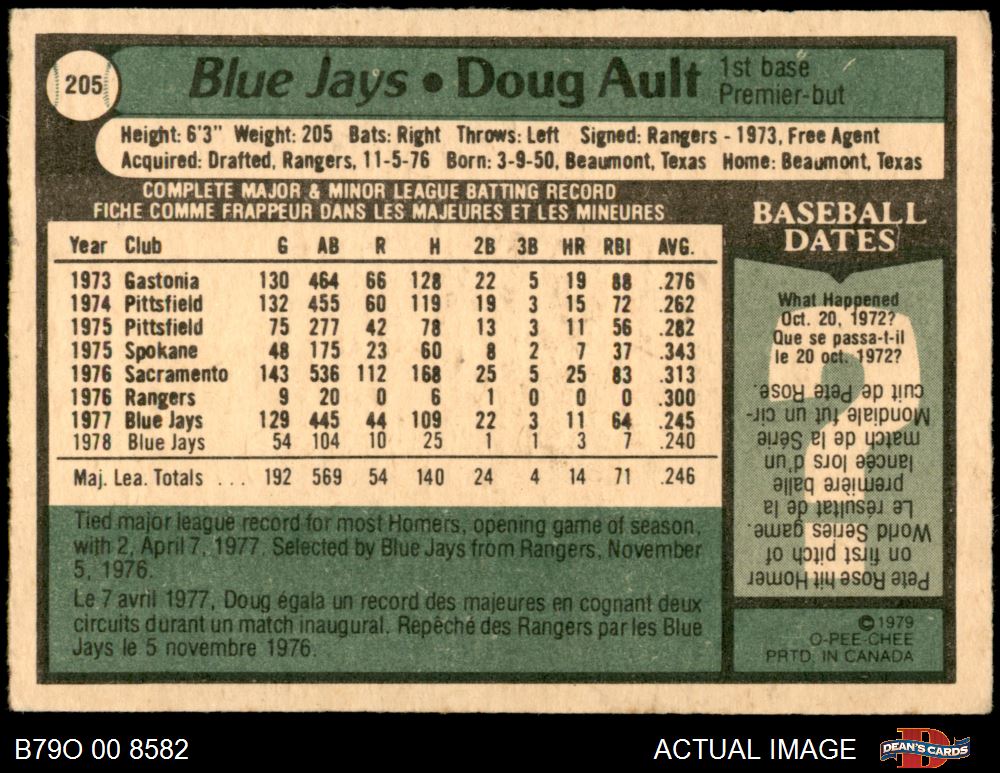 205
Blue Jays • Doug Ault
1st base
Premier-but
Height: 6'3" Weight: 205 Bats: Right Throws: Left Signed: Rangers - 1973, Free Agent
Acquired: Drafted, Rangers, 11-5-76 Born: 3-9-50, Beaumont, Texas Home: Beaumont, Texas
COMPLETE MAJOR & MINOR LEAGUE BATTING RECORD
FICHE COMME FRAPPEUR DANS LES MAJEURES ET LES MINEURES
Year Club G AB R H 2B 3B HR RBI AVG.
1973 Gastonia 130 464 66 128 22 5 19 88 .276
1974 Pittsfield 132 455 60 119 19 3 15 72 .262
1975 Pittsfield 75 277 42 78 13 3 11 56 .282
1975 Spokane 48 175 23 60 8 2 7 37 .343
1976 Sacramento 143 536 112 168 25 5 25 83 .313
1976 Rangers 9 20 0 6 1 0 0 0 .300
1977 Blue Jays 129 445 44 109 22 3 11 64 .245
1978 Blue Jays 54 104 10 25 1 1 3 7 .240
Maj. Lea. Totals ... 192 569 54 140 24 4 14 71 .246
Tied major league record for most Homers, opening game of season,
with 2, April 7, 1977. Selected by Blue Jays from Rangers, November
5, 1976.
Le 7 avril 1977, Doug égala un record des majeures en cognant deux
circuits durant un match inaugural. Repêché des Rangers par les Blue
Jays le 5 novembre 1976.
BASEBALL
DATES
What Happened
Oct. 20, 1972?
Que se passa-t-il
le 20 oct. 1972?
Pete Rose hit Homer
on first pitch of
World Series game.
Le résultat de la
première balle
lancée lors d'un
match de la Série
Mondiale fut un cir-
cuit de Pete Rose.
©1979
O-PEE-CHEE
PRTD. IN CANADA
B79O 00 8582
ACTUAL IMAGE
DEAN'S CARDS